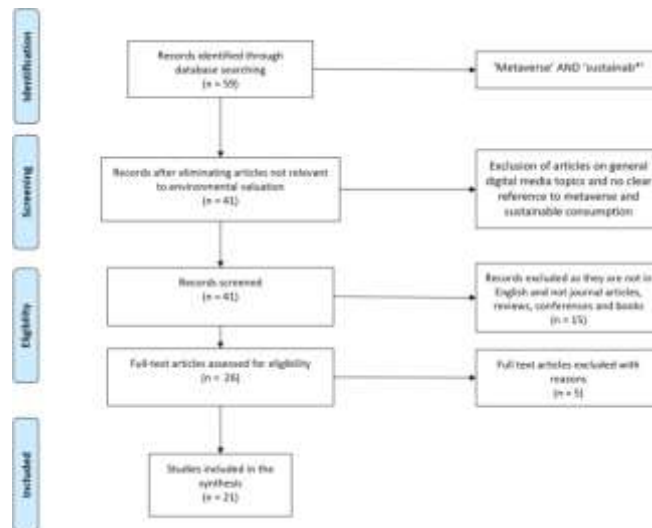 Identification
Records identified through
database searching
(n = 59)
'Metaverse' AND 'sustainab*'
Screening
Records after eliminating articles not relevant
to environmental valuation
(n = 41)
Exclusion of articles on general
digital media topics and no clear
reference to metaverse and
sustainable consumption
Eligibility
Records screened
(n = 41)
Records excluded as they are not in
English and not journal articles,
reviews, conferences and books
(n = 15)
Full-text articles assessed for eligibility
(n = 26)
Full text articles excluded with
reasons
(n = 5)
Included
Studies included in the
synthesis
(n = 21)